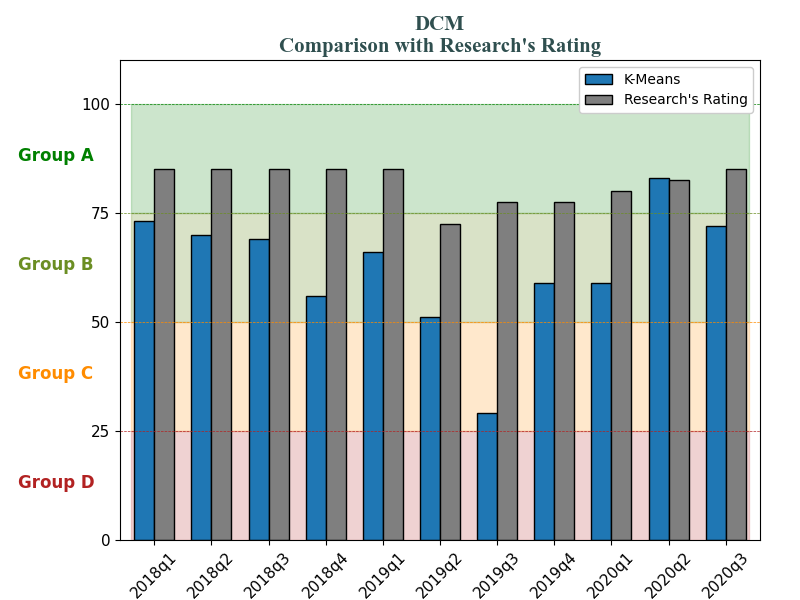 DCM
Comparison with Research's Rating
K-Means
Research's Rating
100
Group A
75
Group B
50
Group C
25
Group D
0
2018q1
2018q2
2018q3
2018q4
2019q1
2019q2
2019q3
2019q4
2020q1
2020q2
2020q3